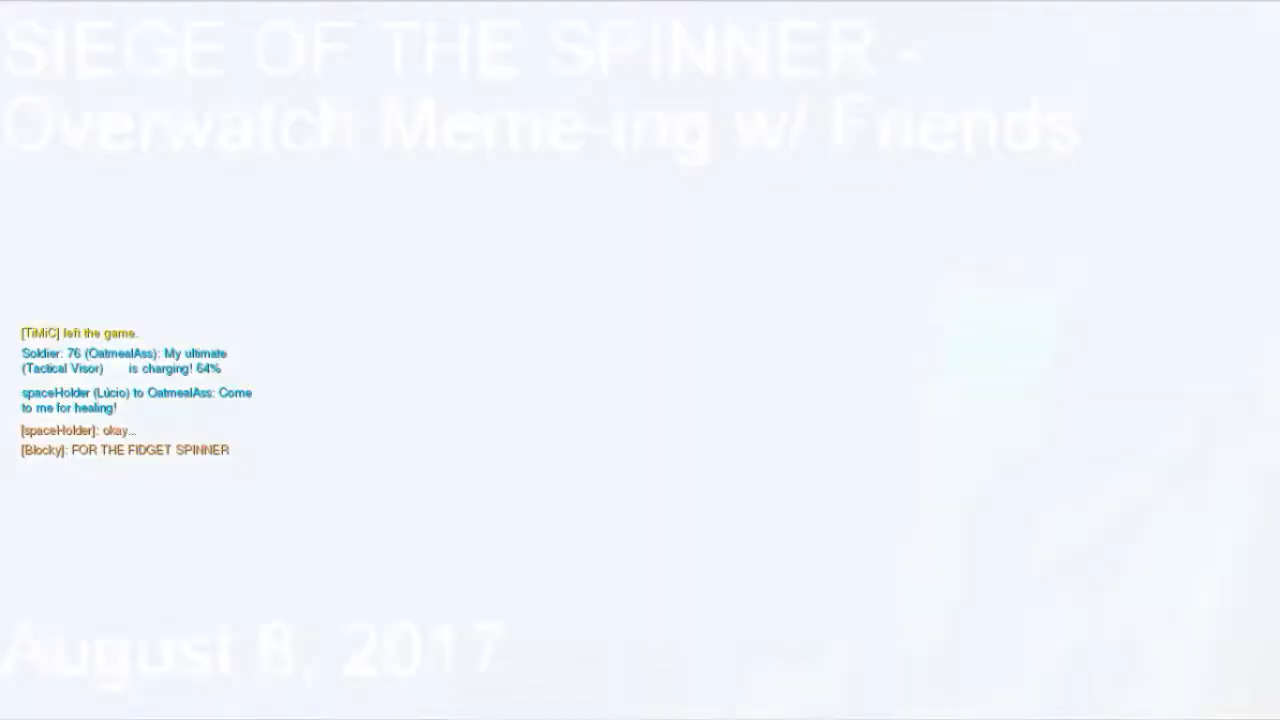 SIEGE OF THE SPINNER -
Overwatch Meme-ing w/ Friends
[TiMiC] left the game.
Soldier: 76 (OatmealAss): My ultimate
(Tactical Visor) is charging! 64%
spaceHolder (Lúcio) to OatmealAss: Come
to me for healing!
[spaceHolder]: okay...
[Blocky]: FOR THE FIDGET SPINNER
August 8, 2017